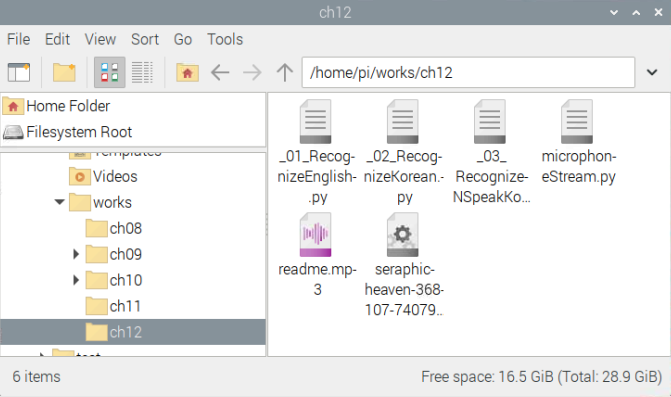 ch12
File Edit View Sort Go Tools
/home/pi/works/ch12
Home Folder
Filesystem Root
Templates
Videos
works
ch08
ch09
ch10
ch11
ch12
test
_01_Recog-
nizeEnglish-
.py
_02_Recog-
nizeKorean.-
py
_03_
Recognize-
NSpeakKo...
microphon-
eStream.py
readme.mp-
3
seraphic-
heaven-368-
107-74079...
6 items
Free space: 16.5 GiB (Total: 28.9 GiB)